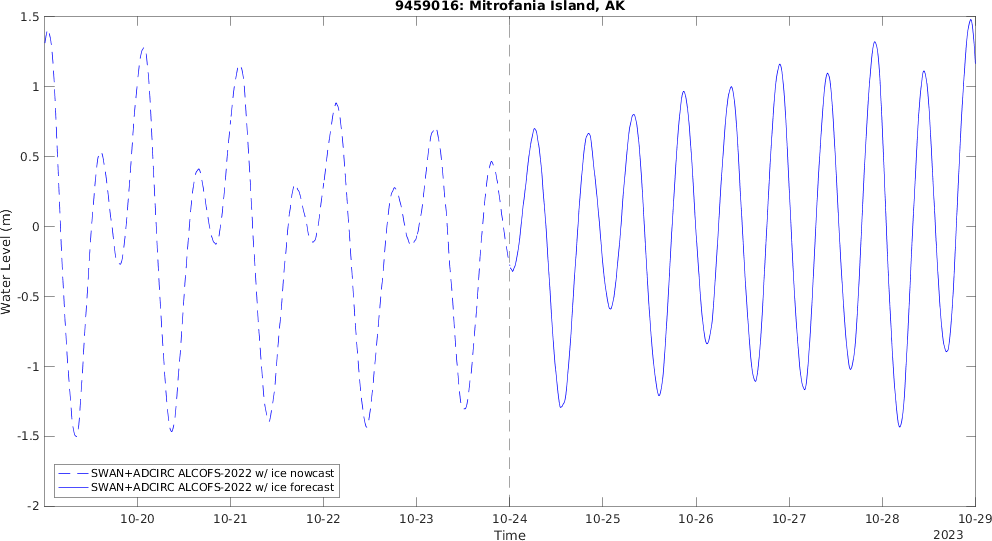 9459016: Mitrofania Island, AK
Water Level (m)
1.5
1
0.5
0
-0.5
-1
-1.5
-2
SWAN+ADCIRC ALCOFS-2022 w/ ice nowcast
SWAN+ADCIRC ALCOFS-2022 w/ ice forecast
10-20 10-21 10-22 10-23 10-24 10-25 10-26 10-27 10-28 10-29
Time
2023